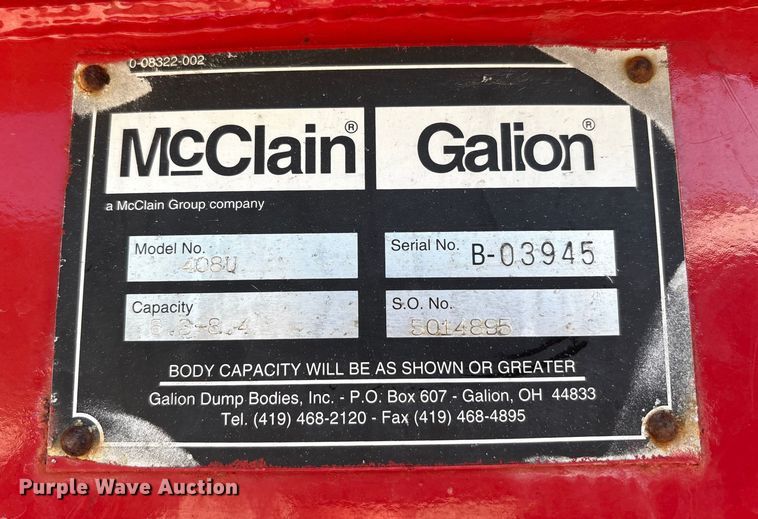 0-08322-002
McClain® Galion®
a McClain Group company
Model No. 408U
Serial No. B-03945
Capacity
S.O. No. 5014895
BODY CAPACITY WILL BE AS SHOWN OR GREATER
Galion Dump Bodies, Inc. - P.O. Box 607 - Galion, OH 44833
Tel. (419) 468-2120 - Fax (419) 468-4895
Purple Wave Auction